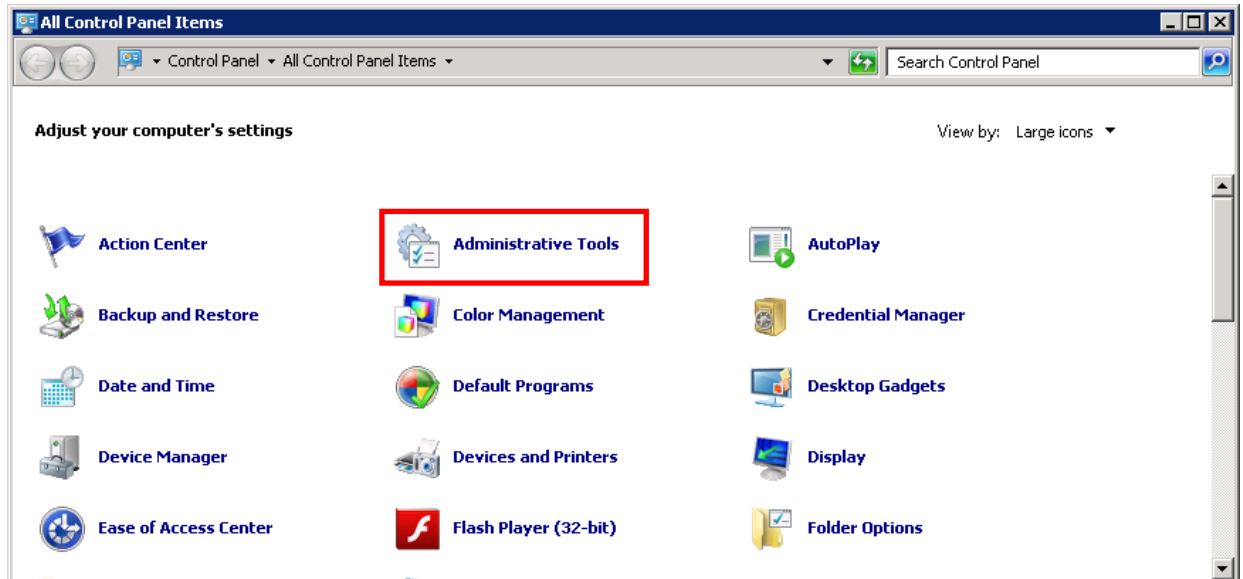 All Control Panel Items
Control Panel All Control Panel Items
Search Control Panel
Adjust your computer's settings
View by: Large icons
Action Center
Administrative Tools
AutoPlay
Backup and Restore
Color Management
Credential Manager
Date and Time
Default Programs
Desktop Gadgets
Device Manager
Devices and Printers
Display
Ease of Access Center
Flash Player (32-bit)
Folder Options